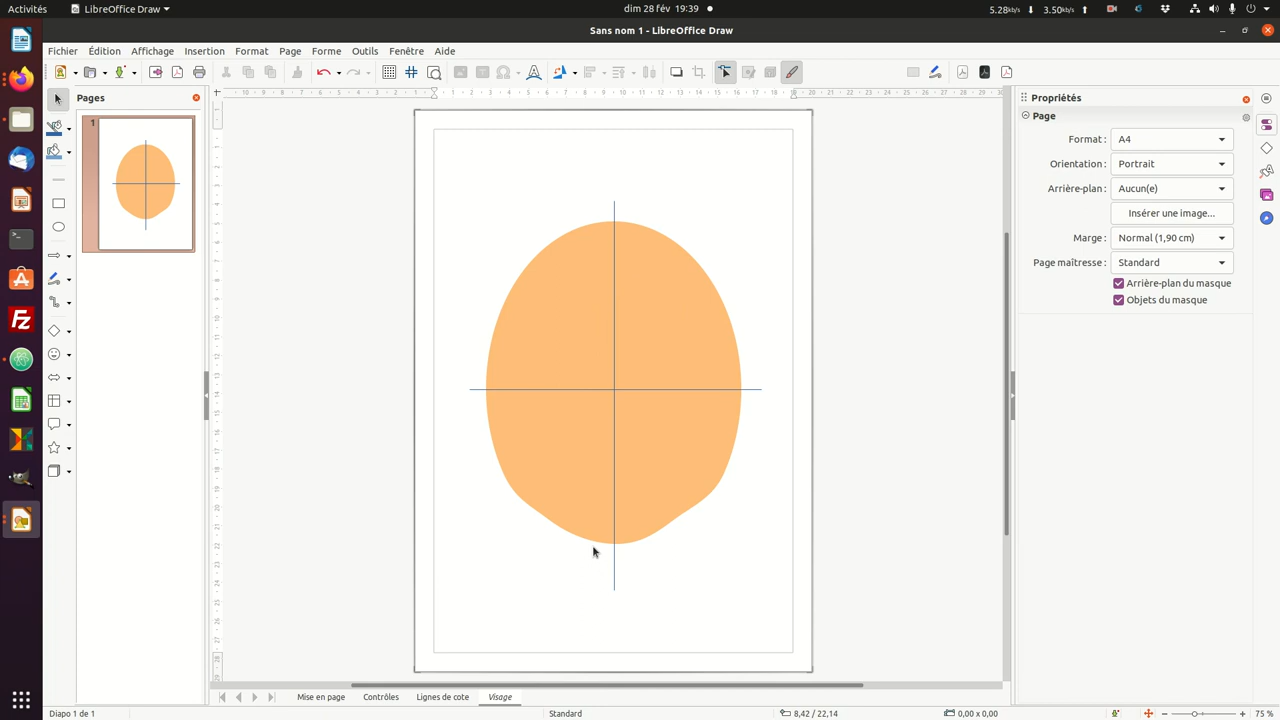 Activités
LibreOffice Draw
dim 28 fév 19:39
5.28kb/s
3.50kb/s
Sans nom 1 - LibreOffice Draw
Fichier Édition Affichage Insertion Format Page Forme Outils Fenêtre Aide
Pages
1
Propriétés
Page
Format : A4
Orientation : Portrait
Arrière-plan : Aucun(e)
Insérer une image...
Marge : Normal (1,90 cm)
Page maîtresse : Standard
Arrière-plan du masque
Objets du masque
Mise en page Contrôles Lignes de cote Visage
Diapo 1 de 1 Standard 8,42 / 22,14 0,00 x 0,00 75 %